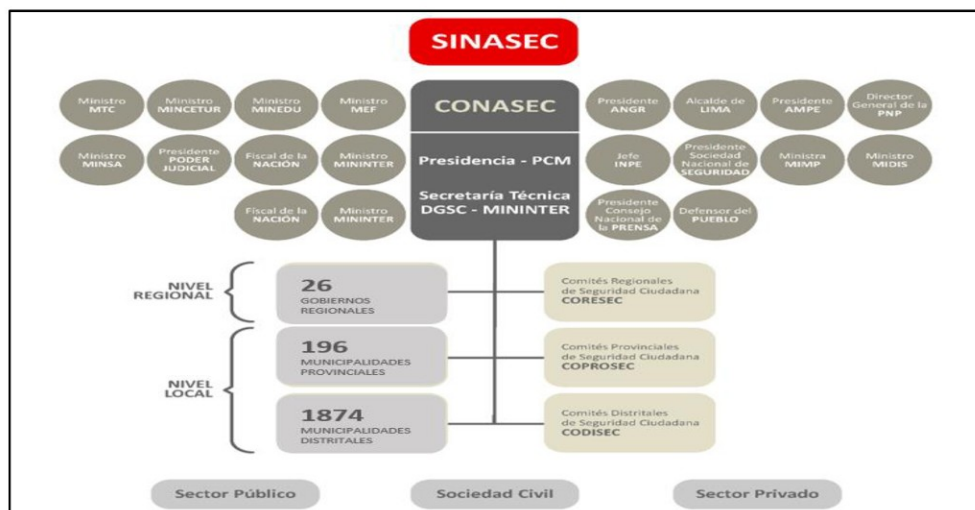 SINASEC
Ministro
MTC
Ministro
MINCETUR
Ministro
MINEDU
Ministro
MEF
CONASEC
Presidente
ANGR
Alcalde de
LIMA
Presidente
AMPE
Director
General de la
PNP
Ministro
MINSA
Presidente
PODER
JUDICIAL
Fiscal de la
NACIÓN
Ministro
MININTER
Presidencia - PCM
Jefe
INPE
Presidente
Sociedad
Nacional de
SEGURIDAD
Ministra
MIMP
Ministro
MIDIS
Fiscal de la
NACIÓN
Ministro
MININTER
Secretaría Técnica
DGSC - MININTER
Presidente
Consejo
Nacional de
la PRENSA
Defensor del
PUEBLO
NIVEL
REGIONAL
26
GOBIERNOS
REGIONALES
Comités Regionales
de Seguridad Ciudadana
CORESEC
NIVEL
LOCAL
196
MUNICIPALIDADES
PROVINCIALES
Comités Provinciales
de Seguridad Ciudadana
COPROSEC
1874
MUNICIPALIDADES
DISTRITALES
Comités Distritales
de Seguridad Ciudadana
CODISEC
Sector Público
Sociedad Civil
Sector Privado